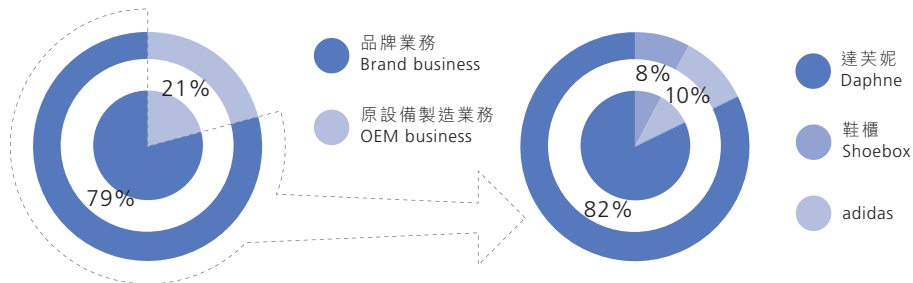 21%
79%
品牌業務
Brand business
原設備製造業務
OEM business
8%
10%
82%
達芙妮
Daphne
鞋櫃
Shoebox
adidas